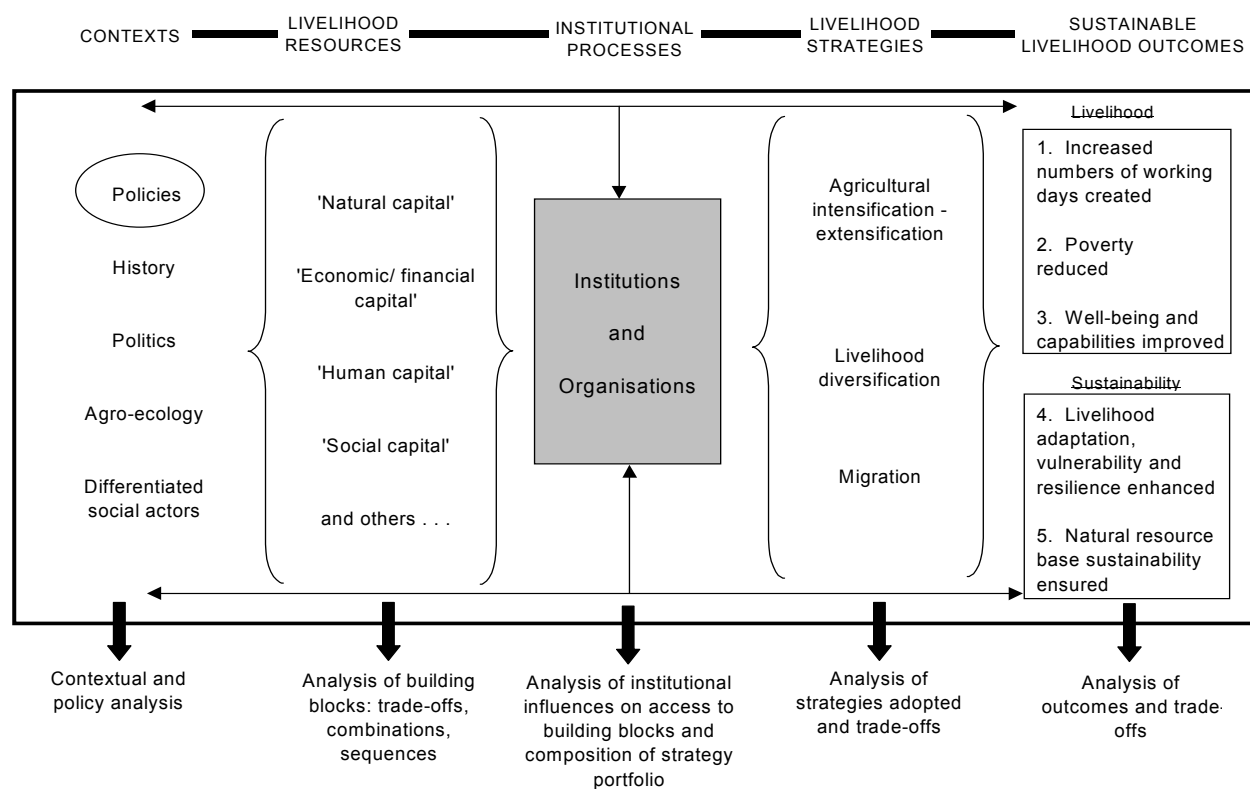 CONTEXTS
LIVELIHOOD
RESOURCES
INSTITUTIONAL
PROCESSES
LIVELIHOOD
STRATEGIES
SUSTAINABLE
LIVELIHOOD OUTCOMES
Policies
History
Politics
Agro-ecology
Differentiated
social actors
'Natural capital'
'Economic/ financial
capital'
'Human capital'
'Social capital'
and others . . .
Institutions
and
Organisations
Agricultural
intensification -
extensification
Livelihood
diversification
Migration
Livelihood
1. Increased
numbers of working
days created
2. Poverty
reduced
3. Well-being and
capabilities improved
Sustainability
4. Livelihood
adaptation,
vulnerability and
resilience enhanced
5. Natural resource
base sustainability
ensured
Contextual and
policy analysis
Analysis of building
blocks: trade-offs,
combinations,
sequences
Analysis of institutional
influences on access to
building blocks and
composition of strategy
portfolio
Analysis of
strategies adopted
and trade-offs
Analysis of
outcomes and trade-
offs